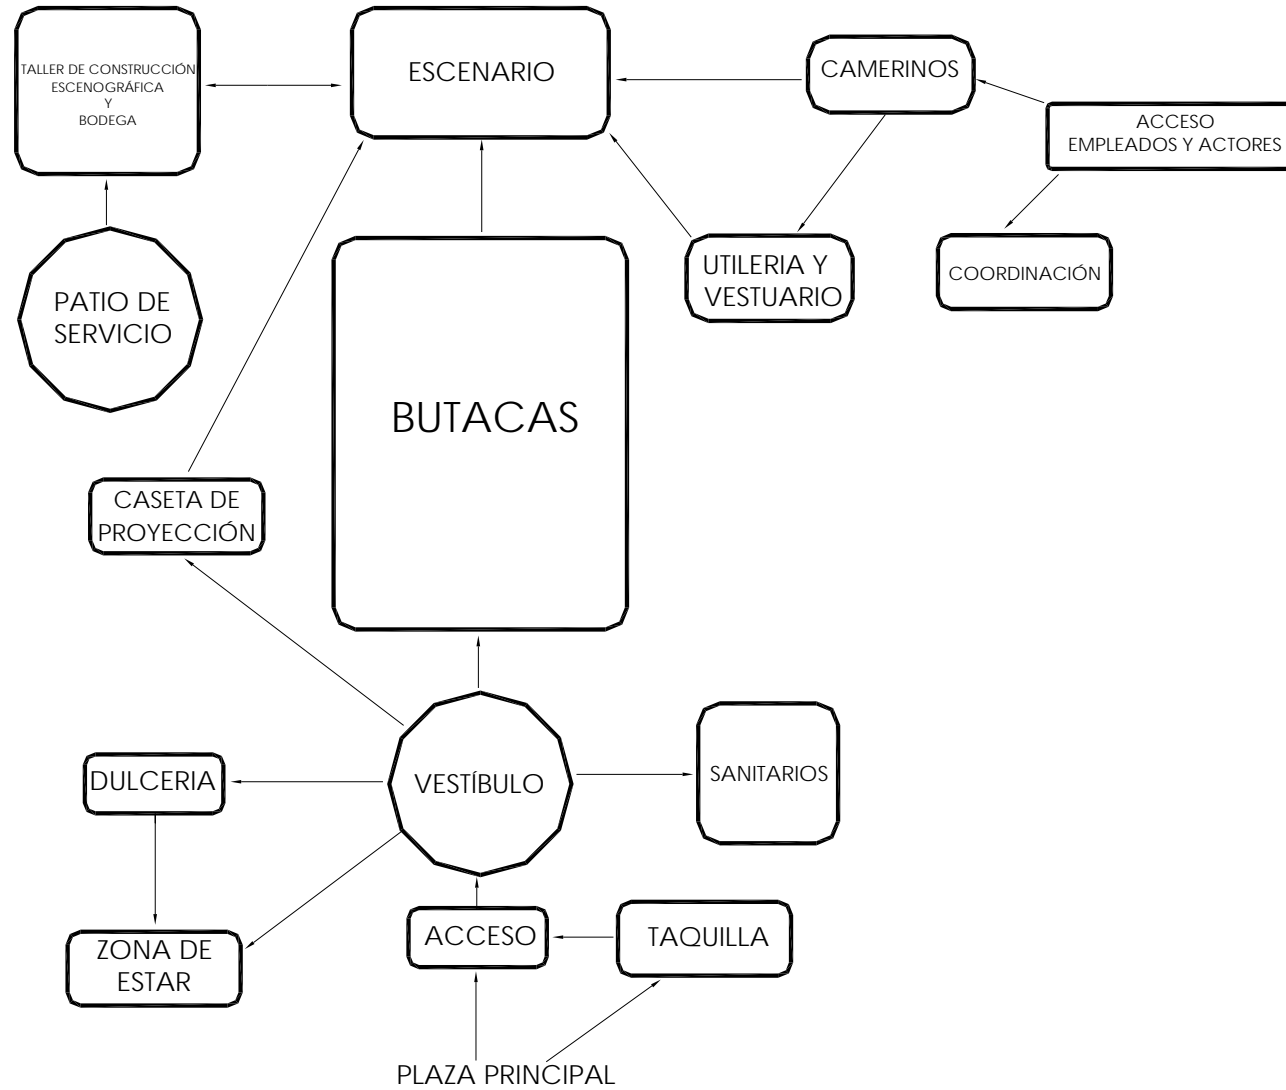 TALLER DE CONSTRUCCIÓN
ESCENOGRÁFICA
Y
BODEGA
ESCENARIO
CAMERINOS
ACCESO
EMPLEADOS Y ACTORES
PATIO DE
SERVICIO
UTILERIA Y
VESTUARIO
COORDINACIÓN
BUTACAS
CASETA DE
PROYECCIÓN
DULCERIA
VESTÍBULO
SANITARIOS
ZONA DE
ESTAR
ACCESO
TAQUILLA
PLAZA PRINCIPAL